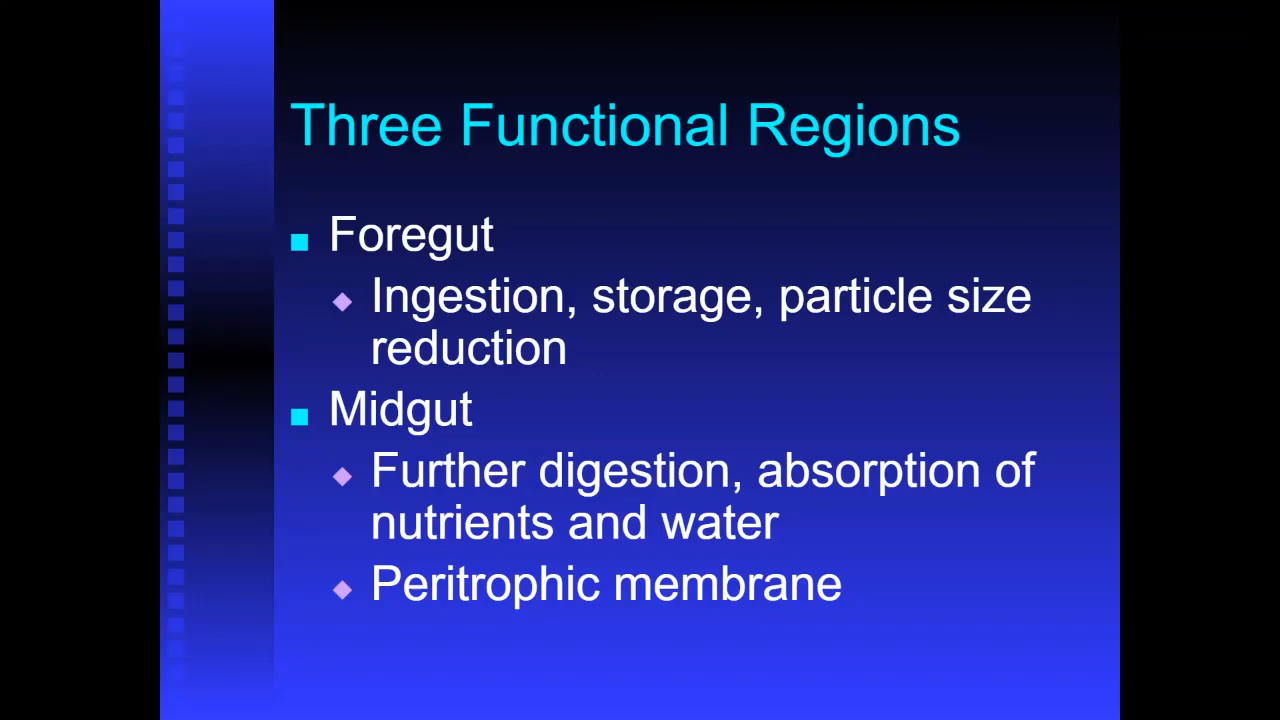 Three Functional Regions
Foregut
Ingestion, storage, particle size
reduction
Midgut
Further digestion, absorption of
nutrients and water
Peritrophic membrane